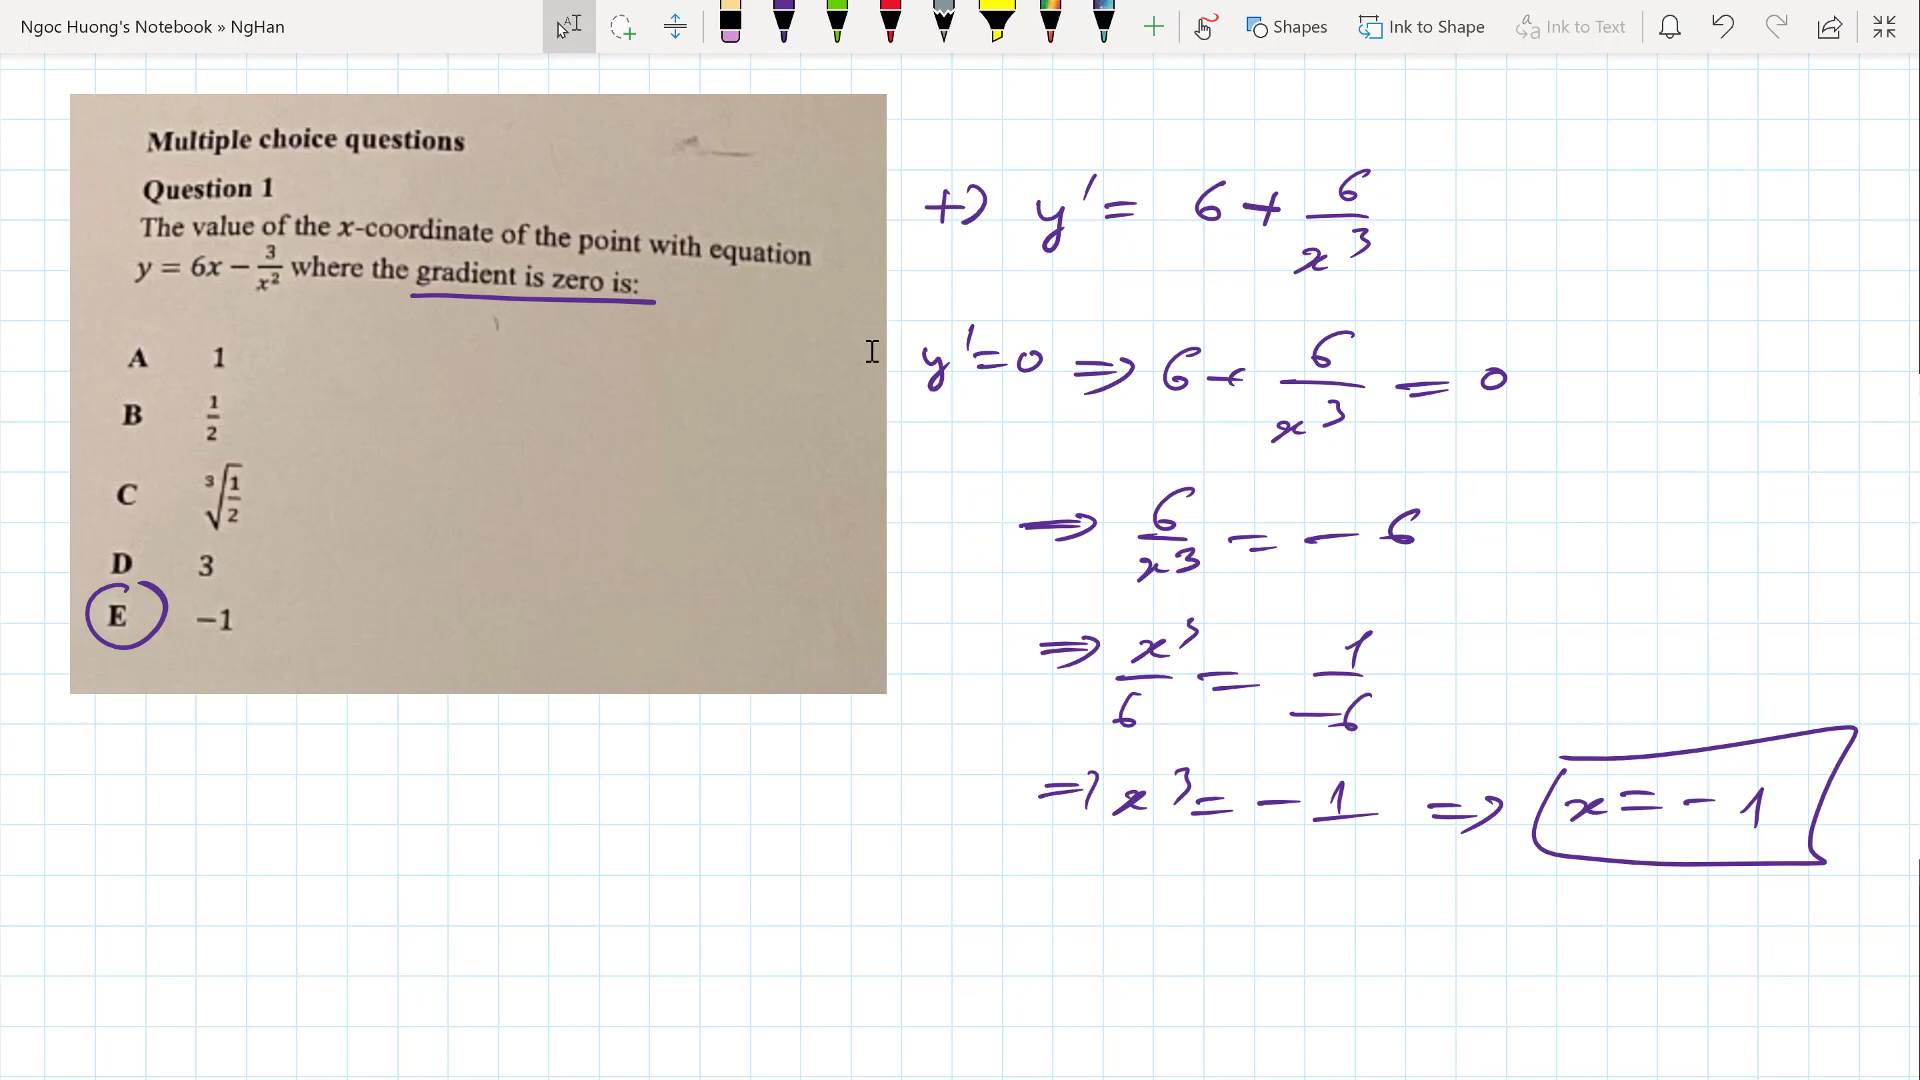 Ngoc Huong's Notebook » NgHan
Shapes
Ink to Shape
Ink to Text
Multiple choice questions
Question 1
The value of the x-coordinate of the point with equation
y = 6x − 3/x² where the gradient is zero is:
A 1
B 1/2
C ³√(1/2)
D 3
E −1
+) y' = 6 + 6/x³
y' = 0 ⇒ 6 + 6/x³ = 0
⇒ 6/x³ = − 6
⇒ x³/6 = 1/−6
⇒ x³ = − 1 ⇒ x = − 1